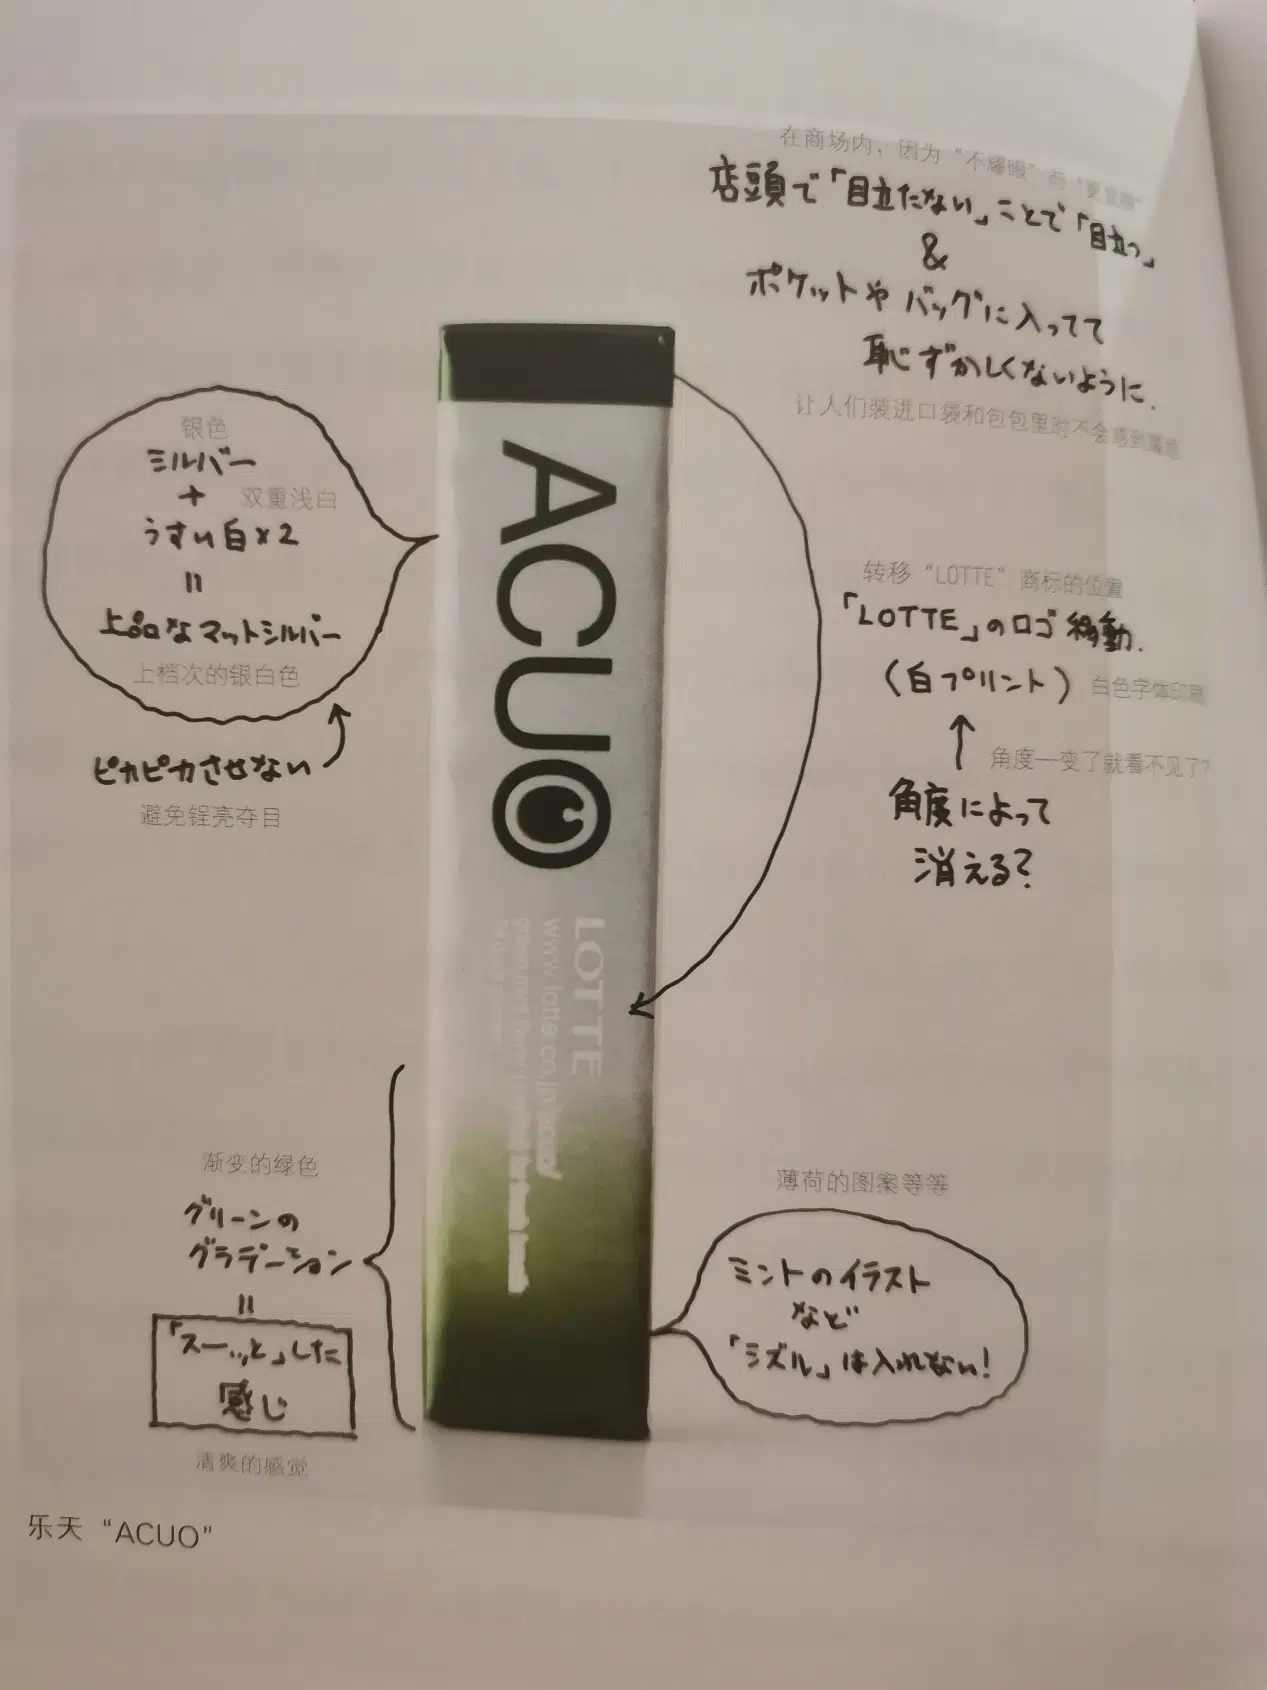 在商场内，因为“不耀眼”而“更耀眼”
店頭で「目立たない」ことで「目立つ」
&
ポケットや バッグに入ってて
恥ずかしくないように.
让人们装进口袋和包包里时不会感到尴尬
银色
ミルバー
+ 双重浅白
うすい白×2
=
上品なマットシルバー
上档次的银白色
ピカピカさせない
避免锃亮夺目
ACUO
转移“LOTTE”商标的位置
「LOTTE」のロゴ移動.
(白プリント) 白色字体印刷
角度一变了就看不见了?
角度によって
消える?
LOTTE
www.lotte.co.jp/acuo/
渐变的绿色
グリーンの
グラデーション
=
「スーッと」した
感じ
清爽的感觉
薄荷的图案等等
ミントのイラスト
など
「シズル」は入れない!
乐天“ACUO”